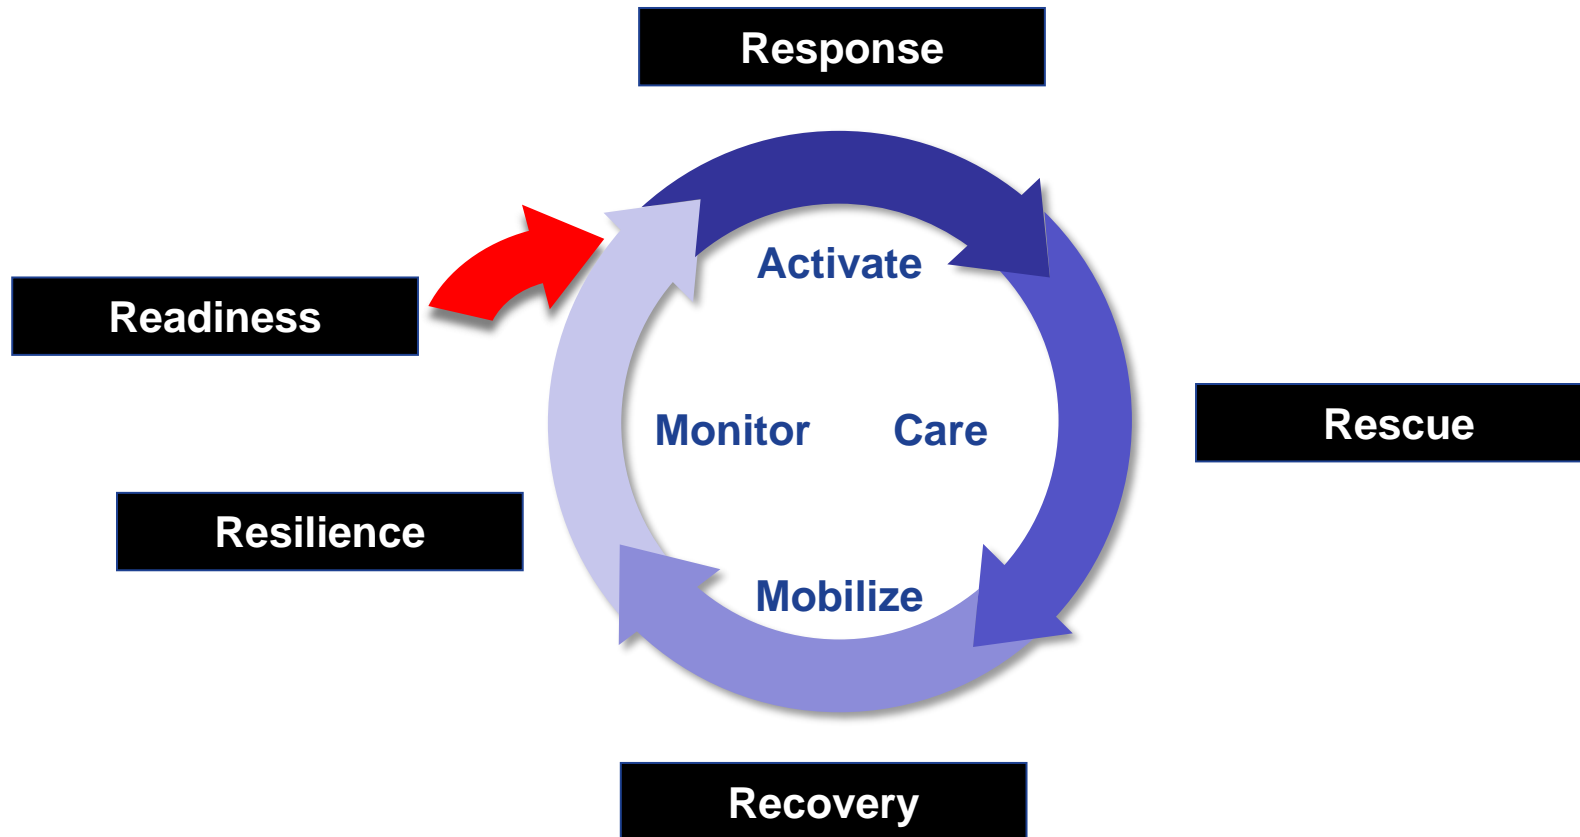 Response
Activate
Readiness
Monitor
Care
Rescue
Resilience
Mobilize
Recovery